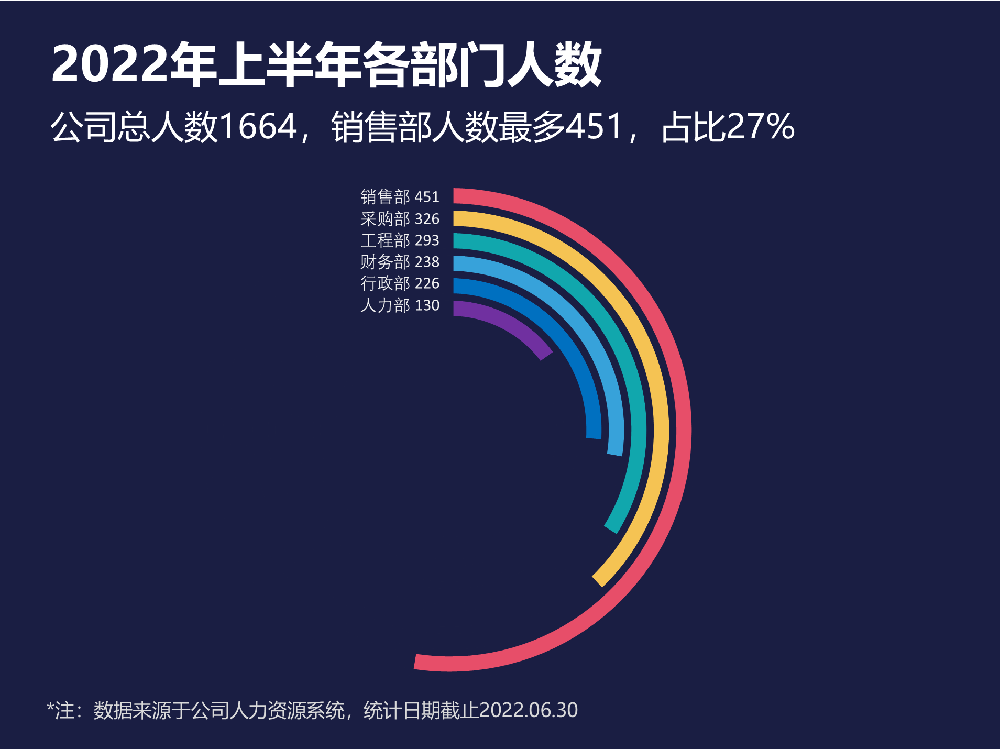 2022年上半年各部门人数
公司总人数1664，销售部人数最多451，占比27%
销售部 451
采购部 326
工程部 293
财务部 238
行政部 226
人力部 130
*注：数据来源于公司人力资源系统，统计日期截止2022.06.30